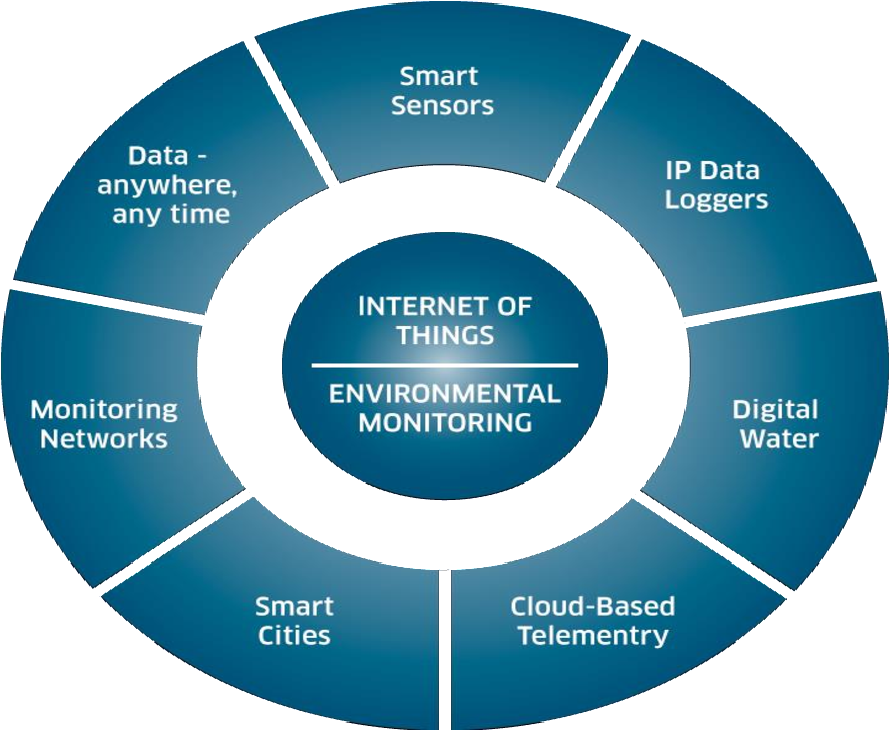 Smart
Sensors
IP Data
Loggers
Digital
Water
Cloud-Based
Telementry
Smart
Cities
Monitoring
Networks
Data -
anywhere,
any time
INTERNET OF
THINGS
ENVIRONMENTAL
MONITORING